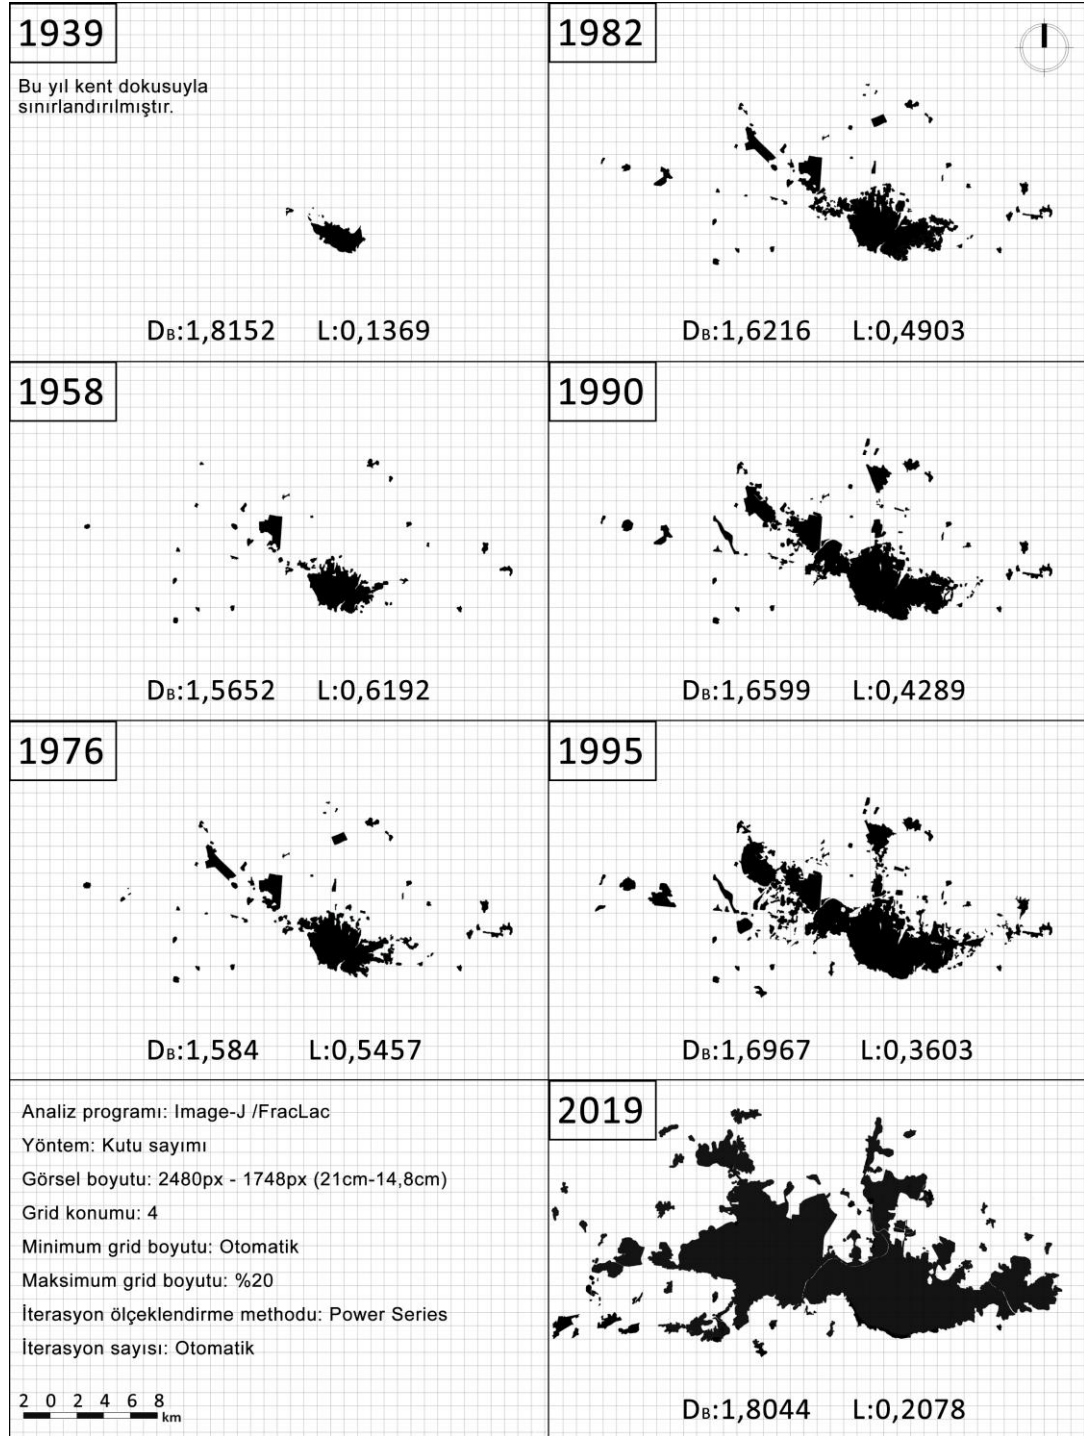 1939
Bu yıl kent dokusuyla
sınırlandırılmıştır.
DB:1,8152 L:0,1369
1958
DB:1,5652 L:0,6192
1976
DB:1,584 L:0,5457
Analiz programı: Image-J /FracLac
Yöntem: Kutu sayımı
Görsel boyutu: 2480px - 1748px (21cm-14,8cm)
Grid konumu: 4
Minimum grid boyutu: Otomatik
Maksimum grid boyutu: %20
İterasyon ölçeklendirme methodu: Power Series
İterasyon sayısı: Otomatik
2 0 2 4 6 8
km
1982
DB:1,6216 L:0,4903
1990
DB:1,6599 L:0,4289
1995
DB:1,6967 L:0,3603
2019
DB:1,8044 L:0,2078